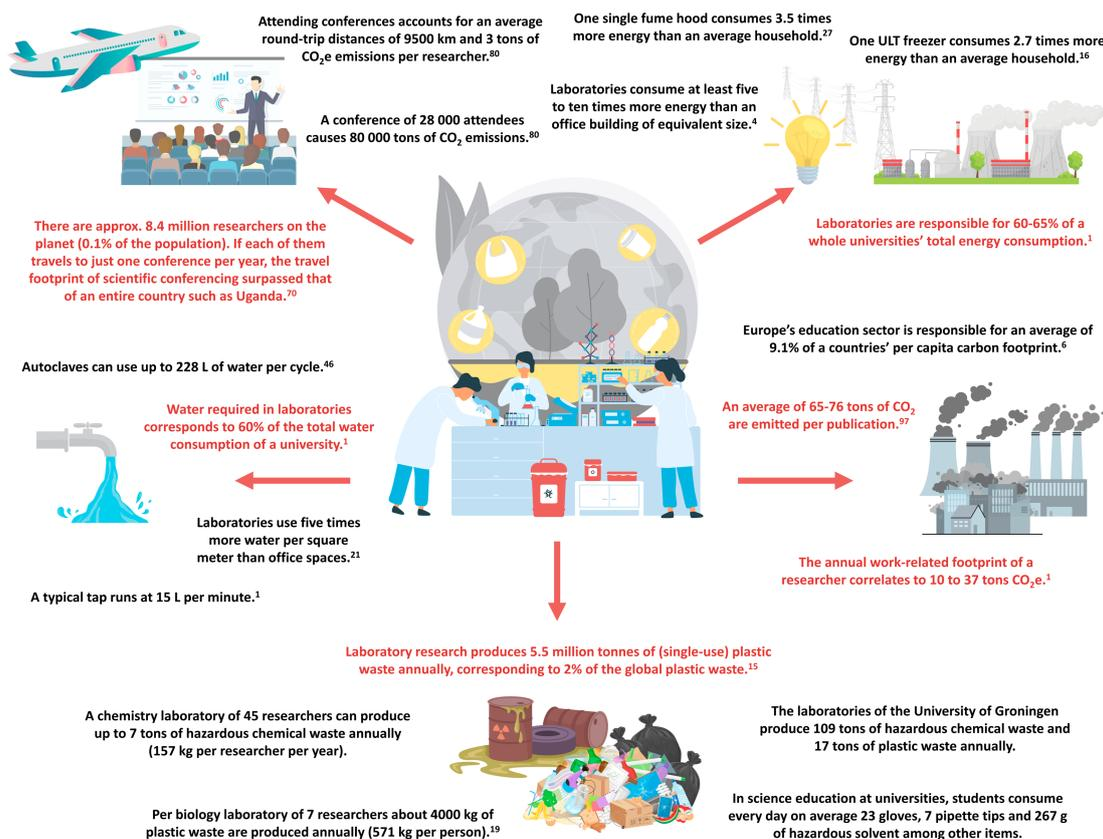 Attending conferences accounts for an average
round-trip distances of 9500 km and 3 tons of
CO₂e emissions per researcher.⁸⁰
A conference of 28 000 attendees
causes 80 000 tons of CO₂ emissions.⁸⁰
One single fume hood consumes 3.5 times
more energy than an average household.²⁷
One ULT freezer consumes 2.7 times more
energy than an average household.¹⁶
Laboratories consume at least five
to ten times more energy than an
office building of equivalent size.⁴
There are approx. 8.4 million researchers on the
planet (0.1% of the population). If each of them
travels to just one conference per year, the travel
footprint of scientific conferencing surpassed that
of an entire country such as Uganda.⁷⁰
Laboratories are responsible for 60-65% of a
whole universities’ total energy consumption.¹
Europe’s education sector is responsible for an average of
9.1% of a countries’ per capita carbon footprint.⁶
Autoclaves can use up to 228 L of water per cycle.⁴⁶
Water required in laboratories
corresponds to 60% of the total water
consumption of a university.¹
An average of 65-76 tons of CO₂
are emitted per publication.⁹⁷
Laboratories use five times
more water per square
meter than office spaces.²¹
A typical tap runs at 15 L per minute.¹
The annual work-related footprint of a
researcher correlates to 10 to 37 tons CO₂e.¹
Laboratory research produces 5.5 million tonnes of (single-use) plastic
waste annually, corresponding to 2% of the global plastic waste.¹⁵
A chemistry laboratory of 45 researchers can produce
up to 7 tons of hazardous chemical waste annually
(157 kg per researcher per year).
The laboratories of the University of Groningen
produce 109 tons of hazardous chemical waste and
17 tons of plastic waste annually.
Per biology laboratory of 7 researchers about 4000 kg of
plastic waste are produced annually (571 kg per person).¹⁹
In science education at universities, students consume
every day on average 23 gloves, 7 pipette tips and 267 g
of hazardous solvent among other items.